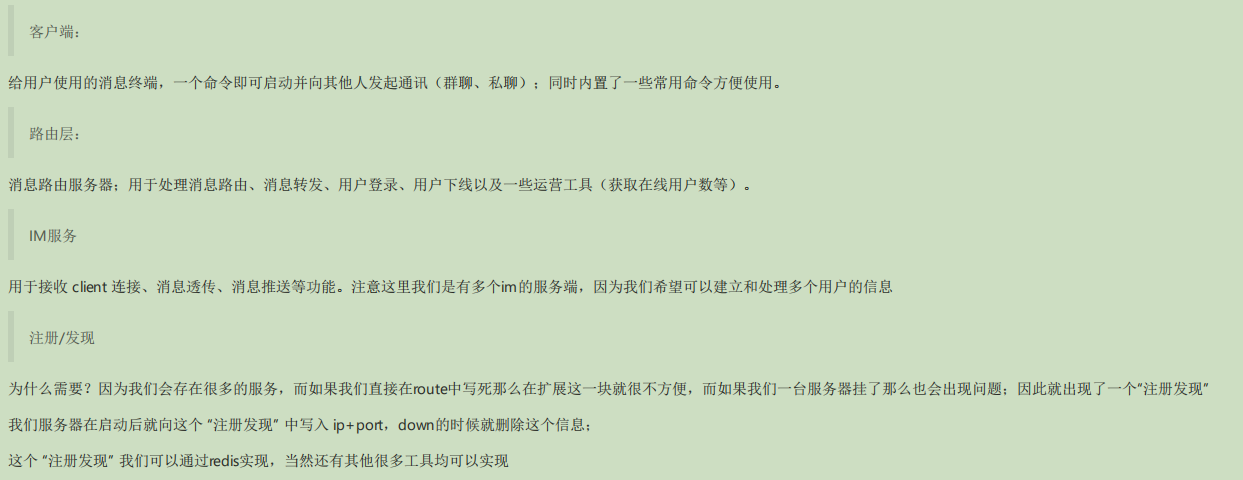 客户端：
给用户使用的消息终端，一个命令即可启动并向其他人发起通讯（群聊、私聊）；同时内置了一些常用命令方便使用。
路由层：
消息路由服务器；用于处理消息路由、消息转发、用户登录、用户下线以及一些运营工具（获取在线用户数等）。
IM服务
用于接收 client 连接、消息透传、消息推送等功能。注意这里我们是有多个im的服务端，因为我们希望可以建立和处理多个用户的信息
注册/发现
为什么需要？因为我们会存在很多的服务，而如果我们直接在route中写死那么在扩展这一块就很不方便，而如果我们一台服务器挂了那么也会出现问题；因此就出现了一个“注册发现”
我们服务器在启动后就向这个 “注册发现” 中写入 ip+port，down的时候就删除这个信息；
这个 “注册发现” 我们可以通过redis实现，当然还有其他很多工具均可以实现